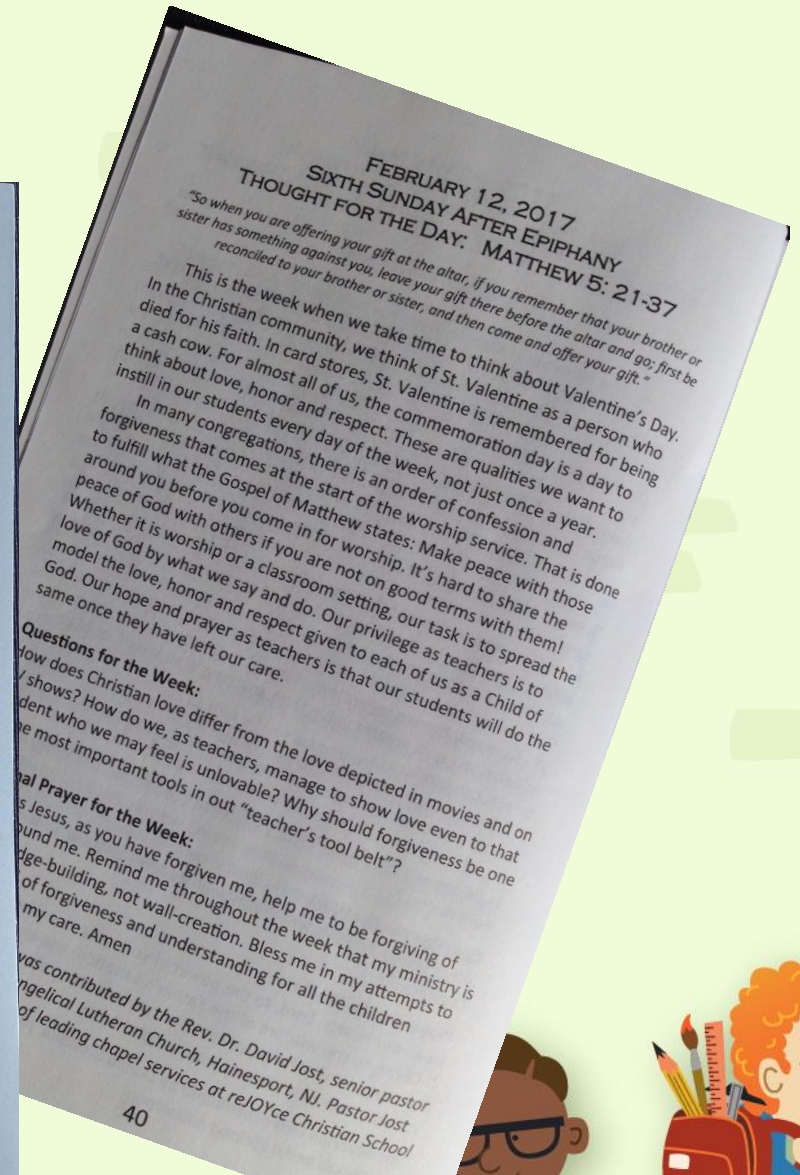 FEBRUARY 12, 2017
SIXTH SUNDAY AFTER EPIPHANY
THOUGHT FOR THE DAY: MATTHEW 5: 21-37
"So when you are offering your gift at the altar, if you remember that your brother or
sister has something against you, leave your gift there before the altar and go; first be
reconciled to your brother or sister, and then come and offer your gift."
This is the week when we take time to think about Valentine's Day.
In the Christian community, we think of St. Valentine as a person who
died for his faith. In card stores, St. Valentine is remembered for being
a cash cow. For almost all of us, the commemoration day is a day to
think about love, honor and respect. These are qualities we want to
instill in our students every day of the week, not just once a year.
In many congregations, there is an order of confession and
forgiveness that comes at the start of the worship service. That is done
to fulfill what the Gospel of Matthew states: Make peace with those
around you before you come in for worship. It's hard to share the
peace of God with others if you are not on good terms with them!
Whether it is worship or a classroom setting, our task is to spread the
love of God by what we say and do. Our privilege as teachers is to
model the love, honor and respect given to each of us as a Child of
God. Our hope and prayer as teachers is that our students will do the
same once they have left our care.
Questions for the Week:
How does Christian love differ from the love depicted in movies and on
shows? How do we, as teachers, manage to show love even to that
dent who we may feel is unlovable? Why should forgiveness be one
e most important tools in out "teacher's tool belt"?
al Prayer for the Week:
s Jesus, as you have forgiven me, help me to be forgiving of
ound me. Remind me throughout the week that my ministry is
dge-building, not wall-creation. Bless me in my attempts to
of forgiveness and understanding for all the children
my care. Amen
was contributed by the Rev. Dr. David Jost, senior pastor
ngelical Lutheran Church, Hainesport, NJ. Pastor Jost
of leading chapel services at reJOYce Christian School
40